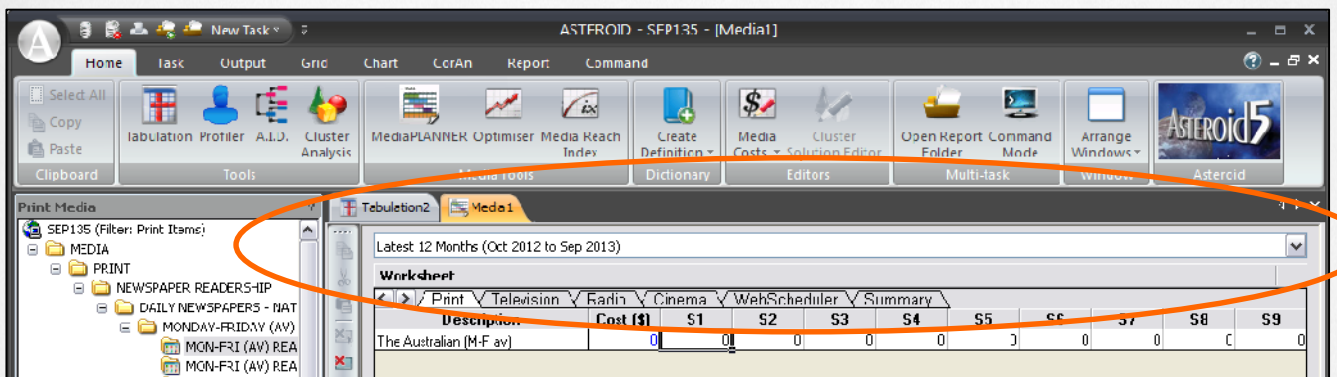 New Task
ASTEROID - SEP135 - [Media1]
Home Task Output Grid Chart CorAn Report Command
Select All
Copy
Paste
Tabulation Profiler A.I.D. Cluster Analysis
MediaPLANNER Optimiser Media Reach Index
Create Definition
Media Costs Cluster Solution Editor
Open Report Folder Command Mode
Arrange Windows
ASTEROID5
Clipboard Tools Media Tools Dictionary Editors Multi-task Window Asteroid
Print Media
Tabulation2 Media1
SEP135 (Filter: Print Items)
MEDIA
PRINT
NEWSPAPER READERSHIP
DAILY NEWSPAPERS - NAT
MONDAY-FRIDAY (AV)
MON-FRI (AV) REA
MON-FRI (AV) REA
Latest 12 Months (Oct 2012 to Sep 2013)
Worksheet
Print Television Radio Cinema WebScheduler Summary
Description Cost ($) S1 S2 S3 S4 S5 S6 S7 S8 S9
The Australian (M-F av) 0 0 0 0 0 0 0 0 0 0